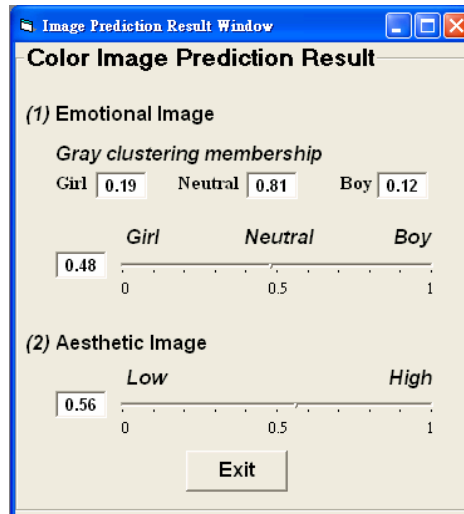 Image Prediction Result Window
Color Image Prediction Result
(1) Emotional Image
Gray clustering membership
Girl 0.19 Neutral 0.81 Boy 0.12
Girl Neutral Boy
0.48
0 0.5 1
(2) Aesthetic Image
Low High
0.56
0 0.5 1
Exit